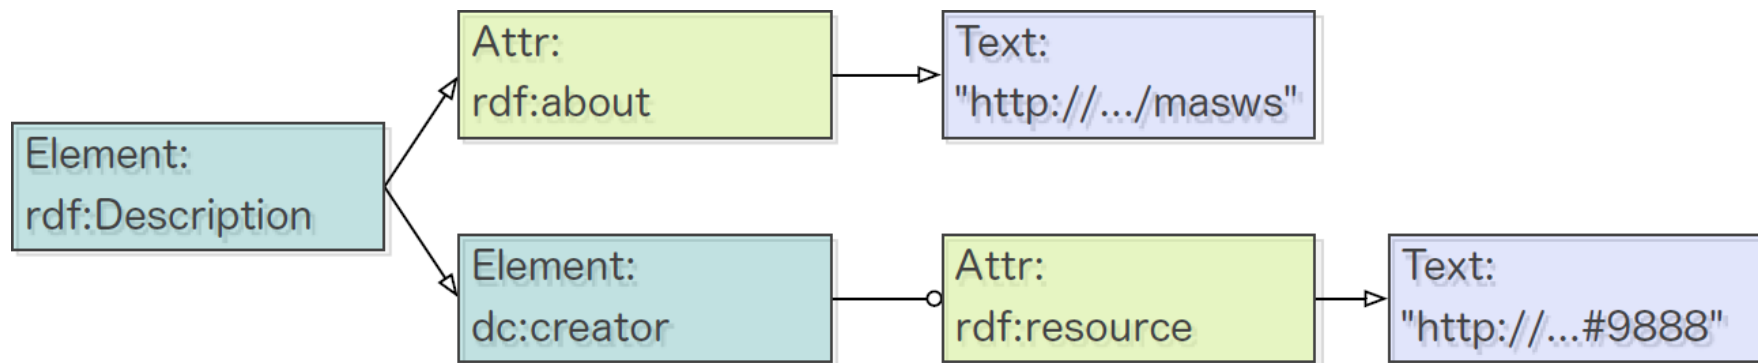 Attr:
rdf:about
Text:
"http://.../masws"
Element:
rdf:Description
Element:
dc:creator
Attr:
rdf:resource
Text:
"http://...#9888"